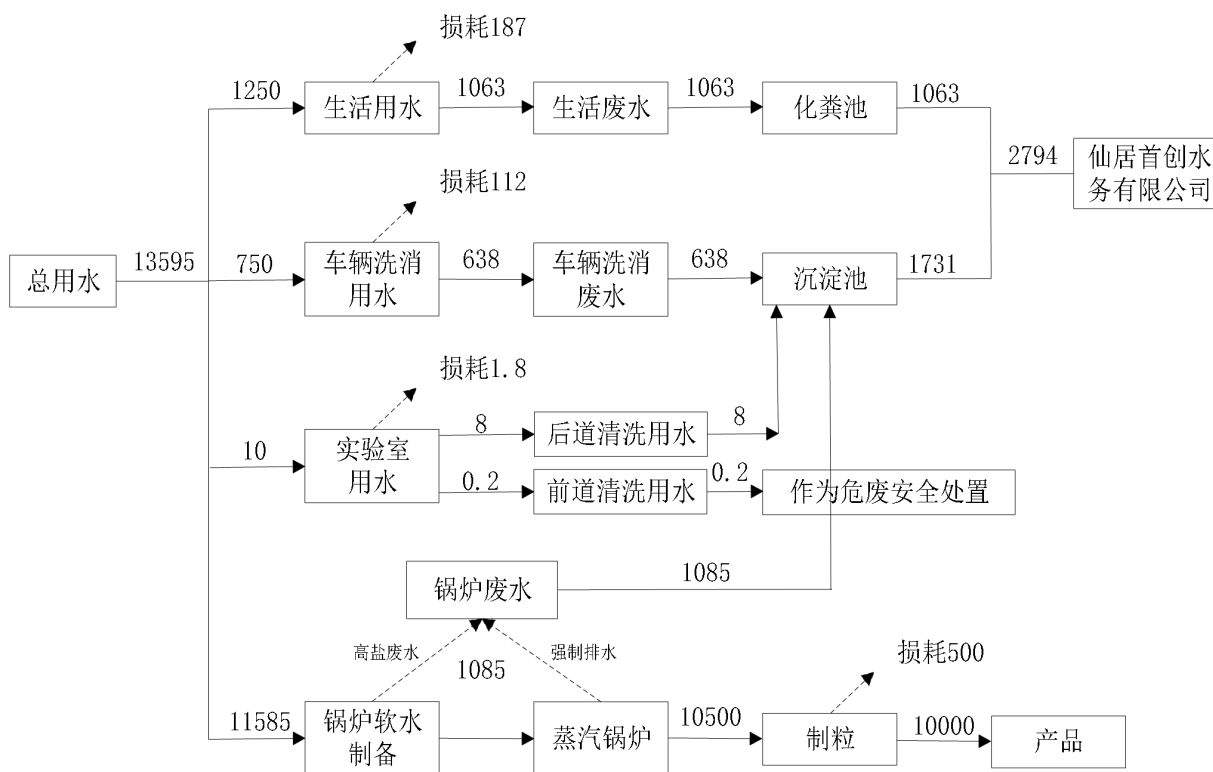 损耗187
1250
生活用水
1063
生活废水
1063
化粪池
1063
2794
仙居首创水
务有限公司
损耗112
总用水
13595
750
车辆洗消
用水
638
车辆洗消
废水
638
沉淀池
1731
损耗1.8
10
实验室
用水
8
后道清洗用水
8
0.2
前道清洗用水
0.2
作为危废安全处置
锅炉废水
1085
高盐废水
1085
强制排水
损耗500
11585
锅炉软水
制备
蒸汽锅炉
10500
制粒
10000
产品